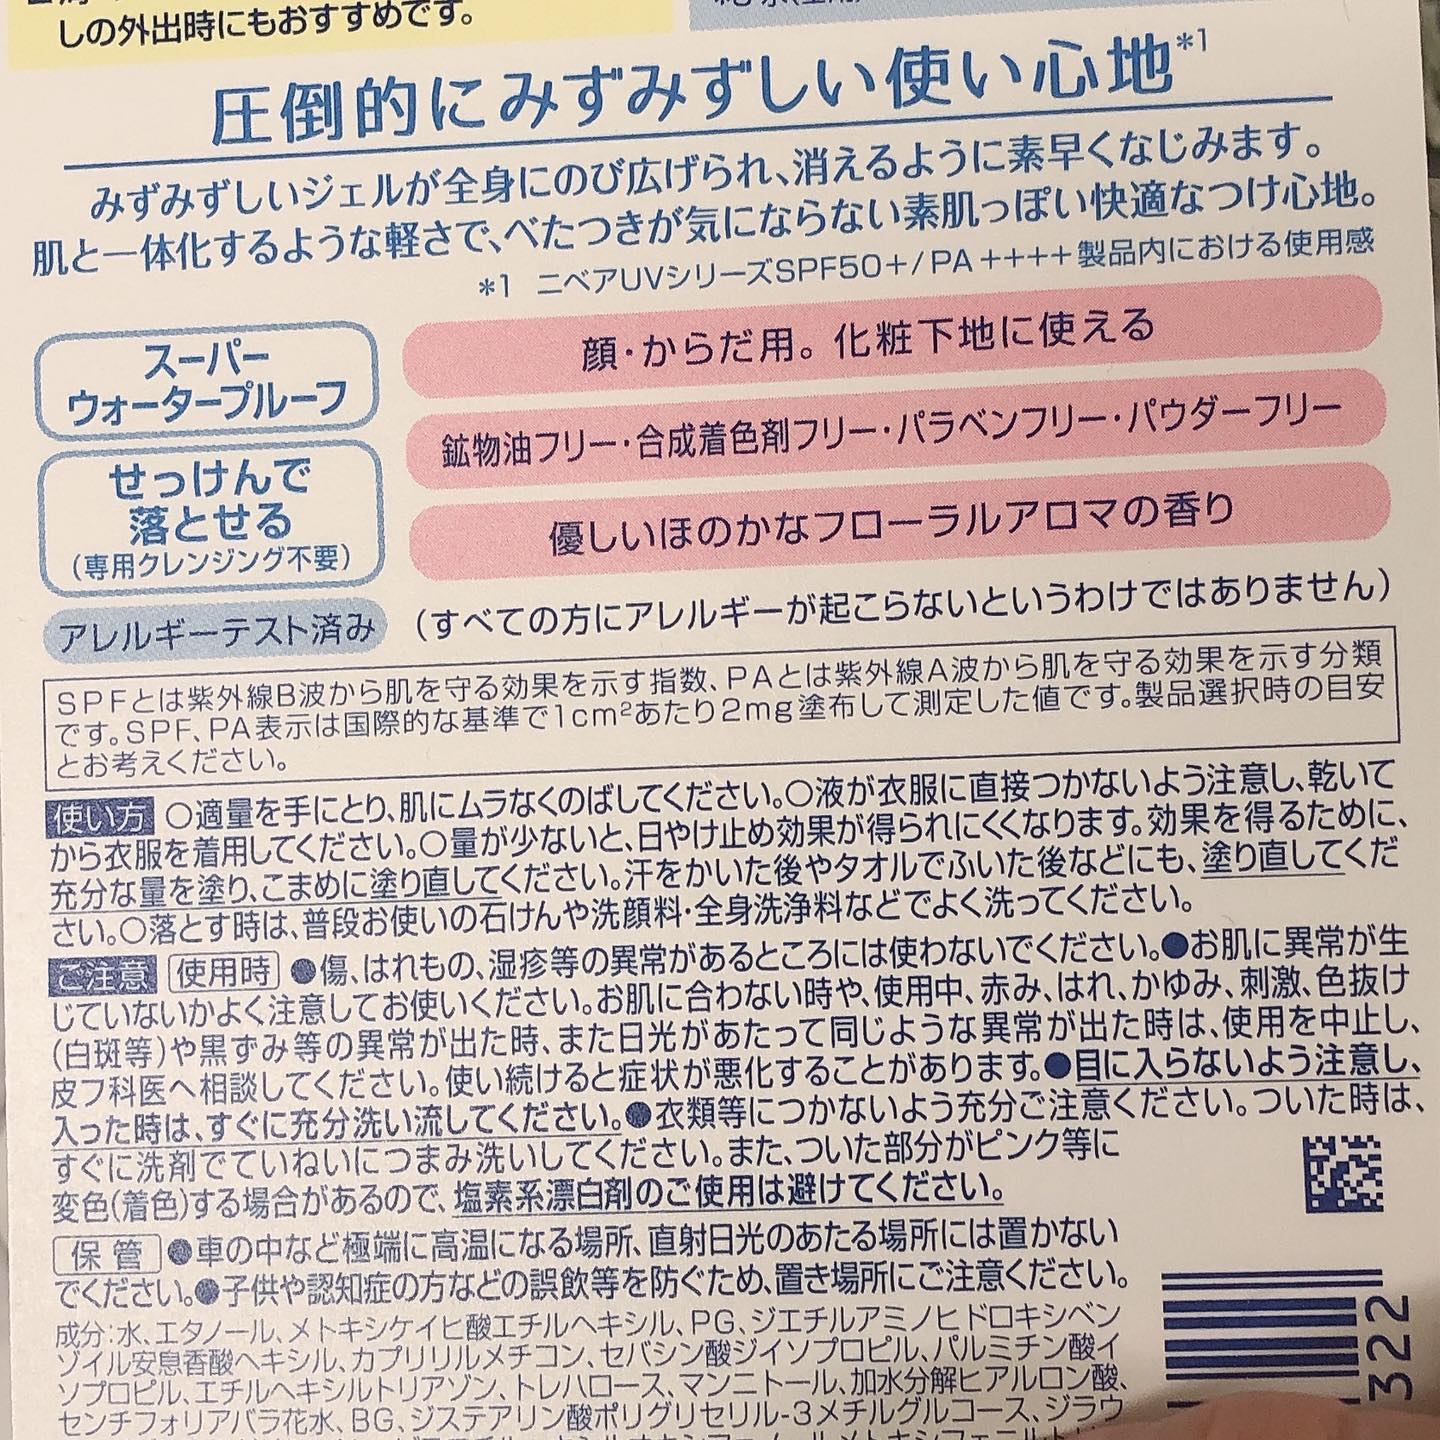 しの外出時にもおすすめです。
圧倒的にみずみずしい使い心地*1
みずみずしいジェルが全身にのび広げられ、消えるように素早くなじみます。
肌と一体化するような軽さで、べたつきが気にならない素肌っぽい快適なつけ心地。
*1 ニベアUVシリーズSPF50+/PA++++製品内における使用感
スーパー
ウォータープルーフ
顔・からだ用。化粧下地に使える
鉱物油フリー・合成着色剤フリー・パラベンフリー・パウダーフリー
せっけんで
落とせる
(専用クレンジング不要)
優しいほのかなフローラルアロマの香り
アレルギーテスト済み (すべての方にアレルギーが起こらないというわけではありません)
SPFとは紫外線B波から肌を守る効果を示す指数、PAとは紫外線A波から肌を守る効果を示す分類
です。SPF、PA表示は国際的な基準で1cm²あたり2mg塗布して測定した値です。製品選択時の目安
とお考えください。
使い方 ○適量を手にとり、肌にムラなくのばしてください。○液が衣服に直接つかないよう注意し、乾いて
から衣服を着用してください。○量が少ないと、日やけ止め効果が得られにくくなります。効果を得るために、
充分な量を塗り、こまめに塗り直してください。汗をかいた後やタオルでふいた後などにも、塗り直してくだ
さい。○落とす時は、普段お使いの石けんや洗顔料・全身洗浄料などでよく洗ってください。
ご注意 使用時 ●傷、はれもの、湿疹等の異常があるところには使わないでください。●お肌に異常が生
じていないかよく注意してお使いください。お肌に合わない時や、使用中、赤み、はれ、かゆみ、刺激、色抜け
(白斑等)や黒ずみ等の異常が出た時、また日光があたって同じような異常が出た時は、使用を中止し、
皮フ科医へ相談してください。使い続けると症状が悪化することがあります。●目に入らないよう注意し、
入った時は、すぐに充分洗い流してください。●衣類等につかないよう充分ご注意ください。ついた時は、
すぐに洗剤でていねいにつまみ洗いしてください。また、ついた部分がピンク等に
変色(着色)する場合があるので、塩素系漂白剤のご使用は避けてください。
保管 ●車の中など極端に高温になる場所、直射日光のあたる場所には置かない
でください。●子供や認知症の方などの誤飲等を防ぐため、置き場所にご注意ください。
成分:水、エタノール、メトキシケイヒ酸エチルヘキシル、PG、ジエチルアミノヒドロキシベン
ゾイル安息香酸ヘキシル、カプリリルメチコン、セバシン酸ジイソプロピル、パルミチン酸イ
ソプロピル、エチルヘキシルトリアゾン、トレハロース、マンニトール、加水分解ヒアルロン酸、
センチフォリアバラ花水、BG、ジステアリン酸ポリグリセリル-3メチルグルコース、ジラウ
322